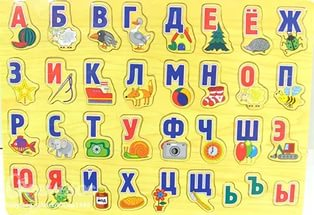 А Б В Г Д Е Ё Ж
З И К Л М Н О П
Р С Т У Ф Ч Ш Э
Ю Я Й Х Ц Щ Ь Ъ Ы